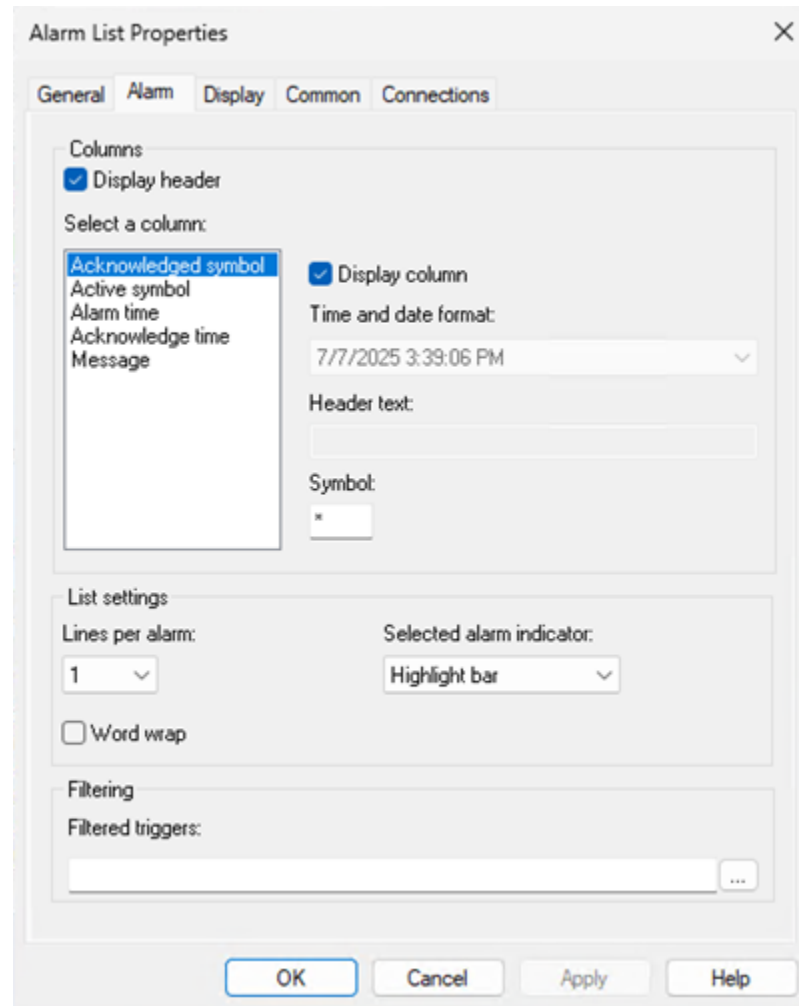 Alarm List Properties
General Alarm Display Common Connections
Columns
Display header
Select a column:
Acknowledged symbol
Active symbol
Alarm time
Acknowledge time
Message
Display column
Time and date format:
7/7/2025 3:39:06 PM
Header text:
Symbol:
*
List settings
Lines per alarm:
1
Selected alarm indicator:
Highlight bar
Word wrap
Filtering
Filtered triggers:
...
OK Cancel Apply Help